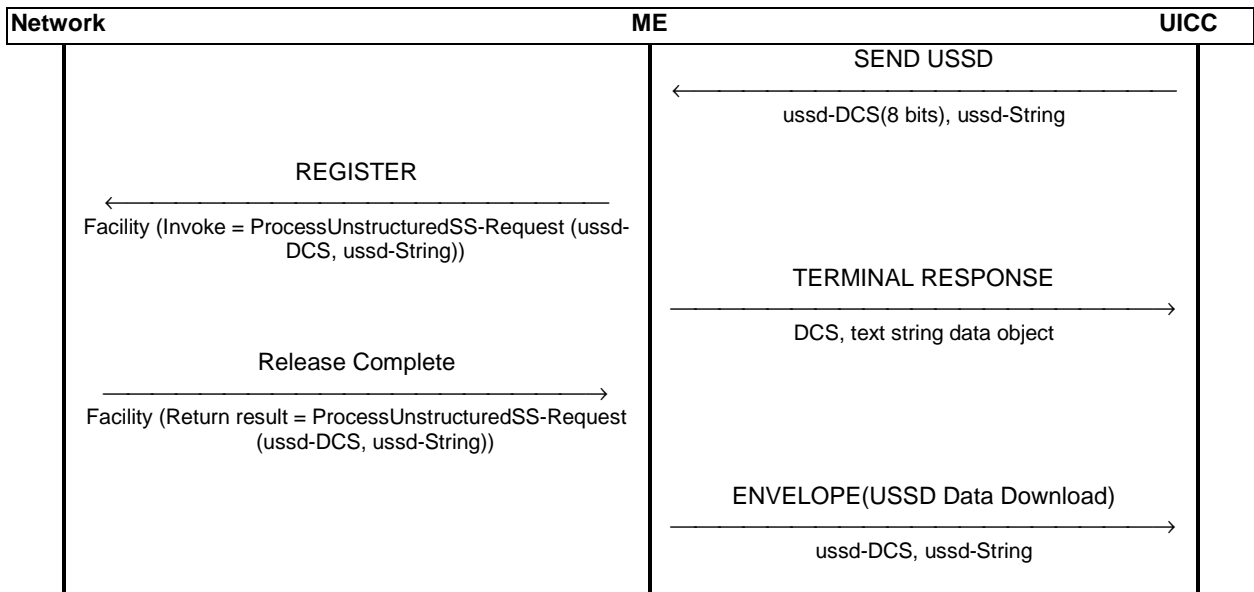 Network ME UICC
SEND USSD
ussd-DCS(8 bits), ussd-String
REGISTER
Facility (Invoke = ProcessUnstructuredSS-Request (ussd-
DCS, ussd-String))
TERMINAL RESPONSE
DCS, text string data object
Release Complete
Facility (Return result = ProcessUnstructuredSS-Request
(ussd-DCS, ussd-String))
ENVELOPE(USSD Data Download)
ussd-DCS, ussd-String